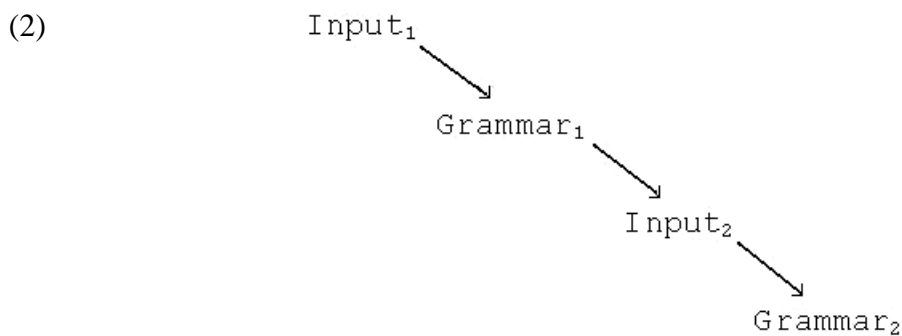 (2) Input₁
Grammar₁
Input₂
Grammar₂